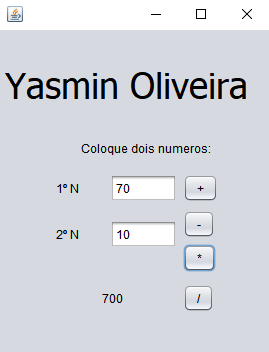 Yasmin Oliveira
Coloque dois numeros:
1º N 70 +
-
2º N 10
*
700 /